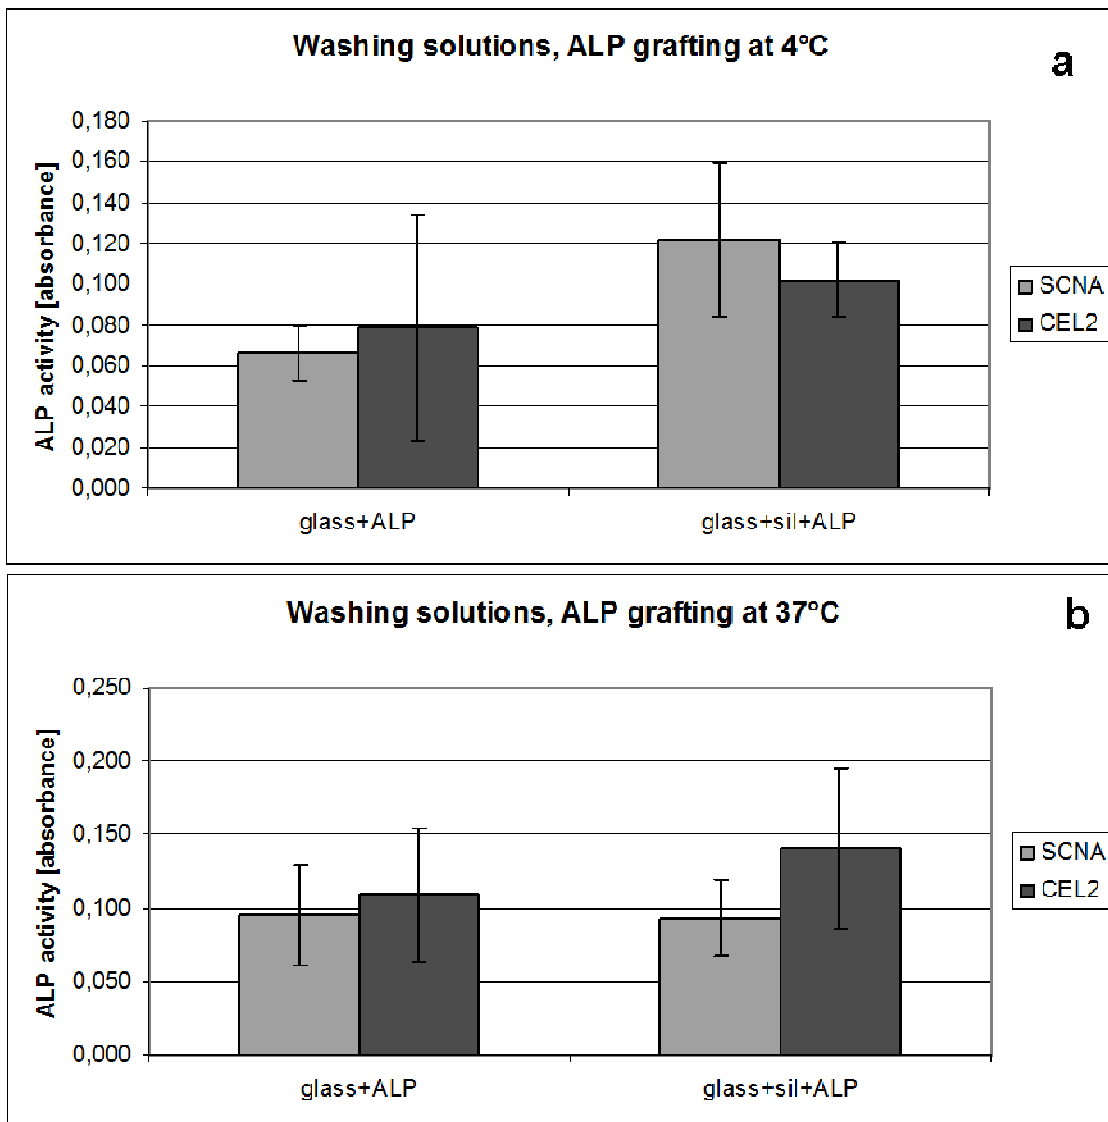 Washing solutions, ALP grafting at 4°C
a
ALP activity [absorbance]
0,180
0,160
0,140
0,120
0,100
0,080
0,060
0,040
0,020
0,000
glass+ALP
glass+sil+ALP
SCNA
CEL2
Washing solutions, ALP grafting at 37°C
b
ALP activity [absorbance]
0,250
0,200
0,150
0,100
0,050
0,000
glass+ALP
glass+sil+ALP
SCNA
CEL2